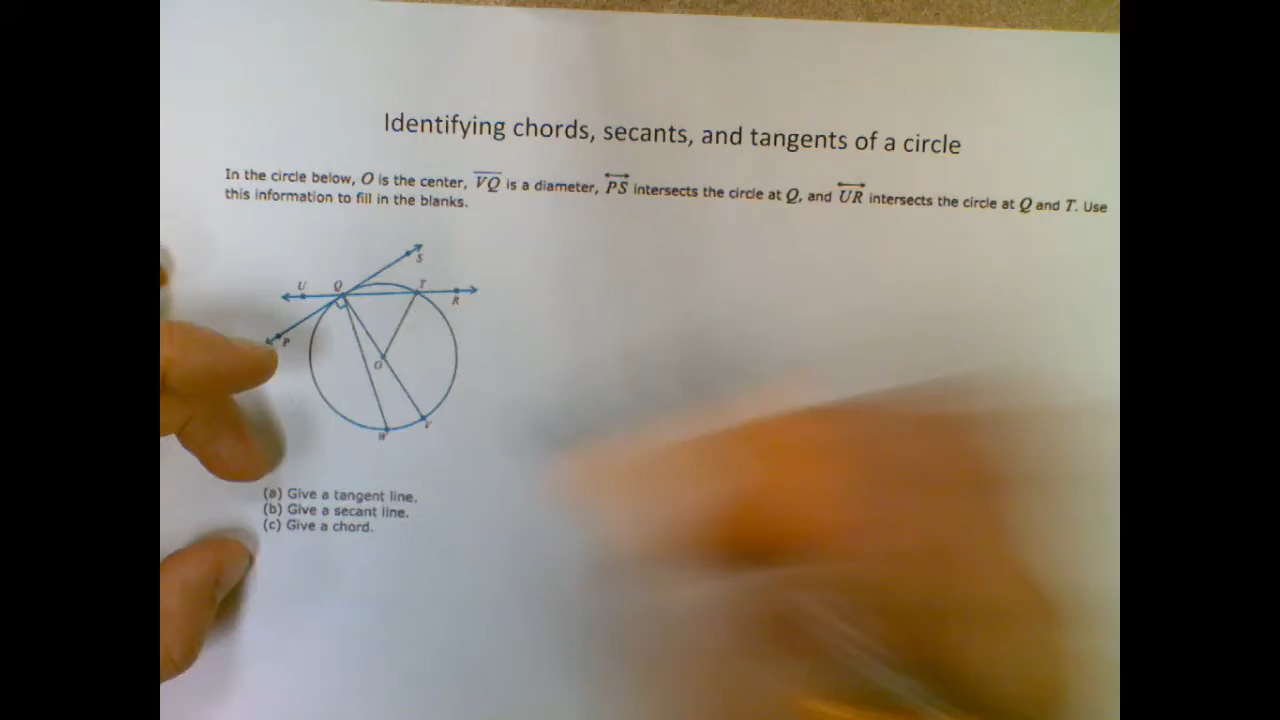 Identifying chords, secants, and tangents of a circle
In the circle below, O is the center, VQ is a diameter, PS intersects the circle at Q, and UR intersects the circle at Q and T. Use
this information to fill in the blanks.
S
U Q T
R
P
O
V
W
(a) Give a tangent line.
(b) Give a secant line.
(c) Give a chord.